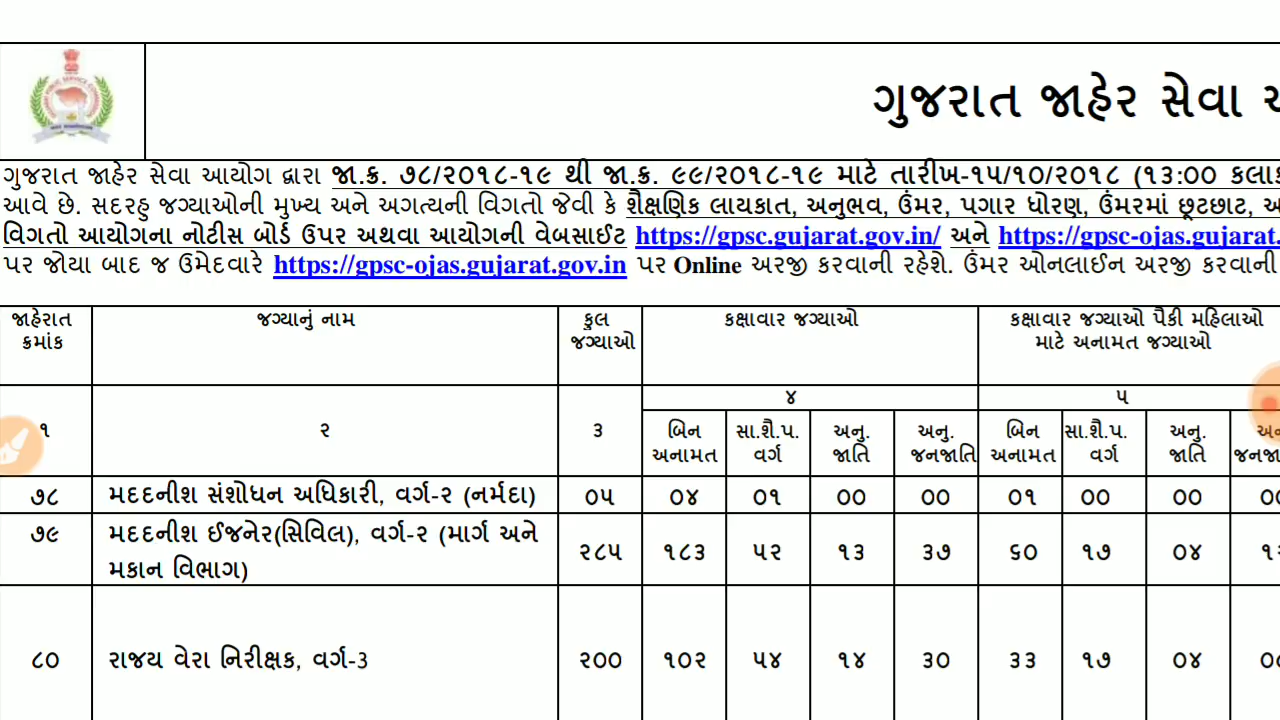 ગુજરાત જાહેર સેવા
ગુજરાત જાહેર સેવા આયોગ દ્વારા જા.ક્ર. ૭૮/૨૦૧૮-૧૯ થી જા.ક્ર. ૯૯/૨૦૧૮-૧૯ માટે તારીખ-૧૫/૧૦/૨૦૧૮ (૧૩:૦૦
આવે છે. સદરહુ જગ્યાઓની મુખ્ય અને અગત્યની વિગતો જેવી કે શૈક્ષણિક લાયકાત, અનુભવ, ઉંમર, પગાર ધોરણ, ઉંમરમાં છૂટછાટ,
વિગતો આયોગના નોટીસ બોર્ડ ઉપર અથવા આયોગની વેબસાઈટ https://gpsc.gujarat.gov.in/ અને https://gpsc-ojas.gujarat.
પર જોયા બાદ જ ઉમેદવારે https://gpsc-ojas.gujarat.gov.in પર Online અરજી કરવાની રહેશે. ઉંમર ઓનલાઈન અરજી કરવાની
જાહેરાત ક્રમાંક જગ્યાનું નામ કુલ જગ્યાઓ કક્ષાવાર જગ્યાઓ કક્ષાવાર જગ્યાઓ પૈકી મહિલાઓ માટે અનામત જગ્યાઓ
૪ ૫
૧ ૨ ૩ બિન અનામત સા.શૈ.પ. વર્ગ અનુ. જાતિ અનુ. જનજાતિ બિન અનામત સા.શૈ.પ. વર્ગ અનુ. જાતિ
૭૮ મદદનીશ સંશોધન અધિકારી, વર્ગ-૨ (નર્મદા) ૦૫ ૦૪ ૦૧ ૦૦ ૦૦ ૦૧ ૦૦ ૦૦
૭૯ મદદનીશ ઈજનેર(સિવિલ), વર્ગ-૨ (માર્ગ અને
મકાન વિભાગ) ૨૮૫ ૧૮૩ ૫૨ ૧૩ ૩૭ ૬૦ ૧૭ ૦૪
૮૦ રાજય વેરા નિરીક્ષક, વર્ગ-3 ૨૦૦ ૧૦૨ ૫૪ ૧૪ ૩૦ ૩૩ ૧૭ ૦૪